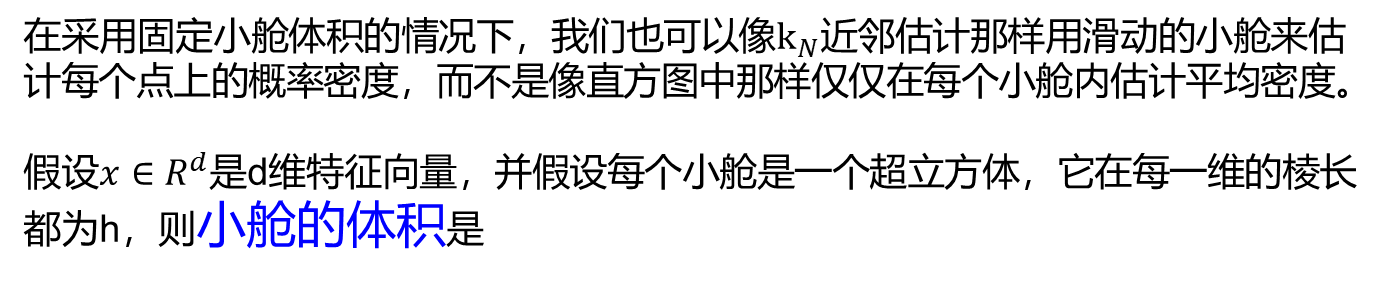 在采用固定小舱体积的情况下，我们也可以像k_N近邻估计那样用滑动的小舱来估
计每个点上的概率密度，而不是像直方图中那样仅仅在每个小舱内估计平均密度。
假设x ∈ R^d是d维特征向量，并假设每个小舱是一个超立方体，它在每一维的棱长
都为h，则小舱的体积是